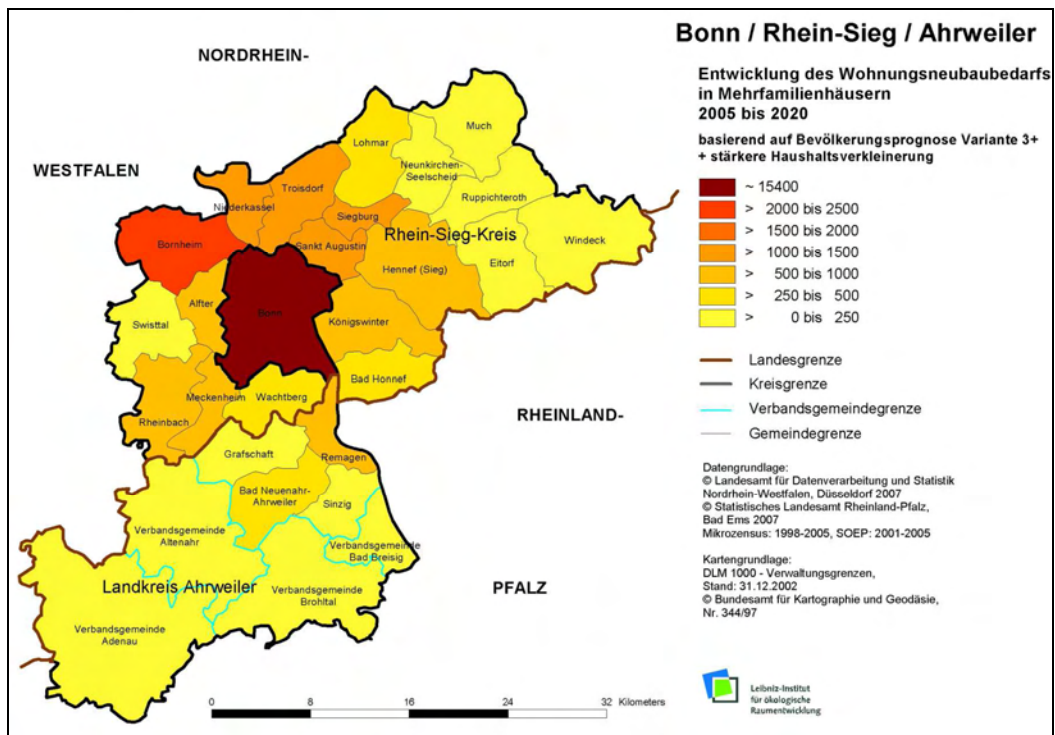 Bonn / Rhein-Sieg / Ahrweiler
Entwicklung des Wohnungsneubaubedarfs
in Mehrfamilienhäusern
2005 bis 2020
basierend auf Bevölkerungsprognose Variante 3+
+ stärkere Haushaltsverkleinerung
~ 15400
> 2000 bis 2500
> 1500 bis 2000
> 1000 bis 1500
> 500 bis 1000
> 250 bis 500
> 0 bis 250
Landesgrenze
Kreisgrenze
Verbandsgemeindegrenze
Gemeindegrenze
Datengrundlage:
© Landesamt für Datenverarbeitung und Statistik
Nordrhein-Westfalen, Düsseldorf 2007
© Statistisches Landesamt Rheinland-Pfalz,
Bad Ems 2007
Mikrozensus: 1998-2005, SOEP: 2001-2005
Kartengrundlage:
DLM 1000 - Verwaltungsgrenzen,
Stand: 31.12.2002
© Bundesamt für Kartographie und Geodäsie,
Nr. 344/97
Leibniz-Institut
für ökologische
Raumentwicklung
NORDRHEIN-
WESTFALEN
RHEINLAND-
PFALZ
Much
Lohmar
Neunkirchen-
Seelscheid
Troisdorf
Niederkassel
Ruppichteroth
Siegburg
Rhein-Sieg-Kreis
Windeck
Bornheim
Sankt Augustin
Eitorf
Hennef (Sieg)
Alfter
Bonn
Swisttal
Königswinter
Bad Honnef
Meckenheim
Wachtberg
Rheinbach
Grafschaft
Remagen
Bad Neuenahr-
Ahrweiler
Sinzig
Verbandsgemeinde
Altenahr
Verbandsgemeinde
Bad Breisig
Landkreis Ahrweiler
Verbandsgemeinde
Brohltal
Verbandsgemeinde
Adenau
0 8 16 24 32 Kilometers